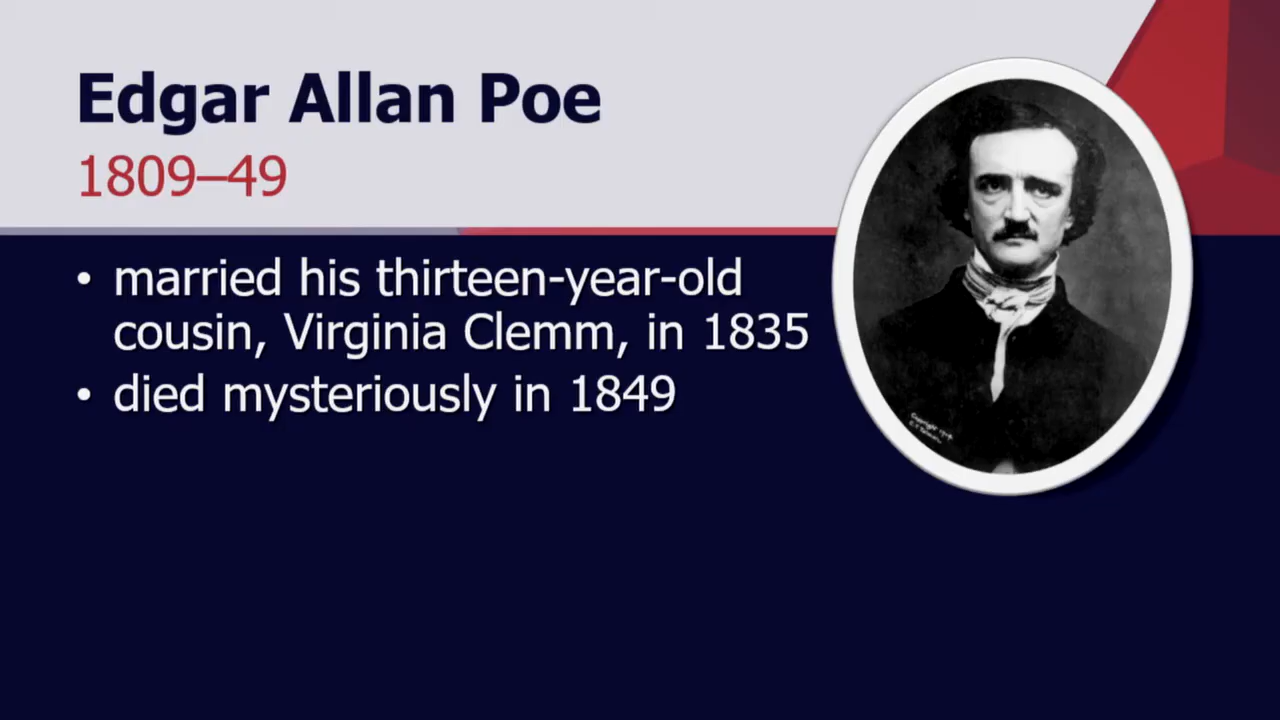 Edgar Allan Poe
1809–49
• married his thirteen-year-old
cousin, Virginia Clemm, in 1835
• died mysteriously in 1849